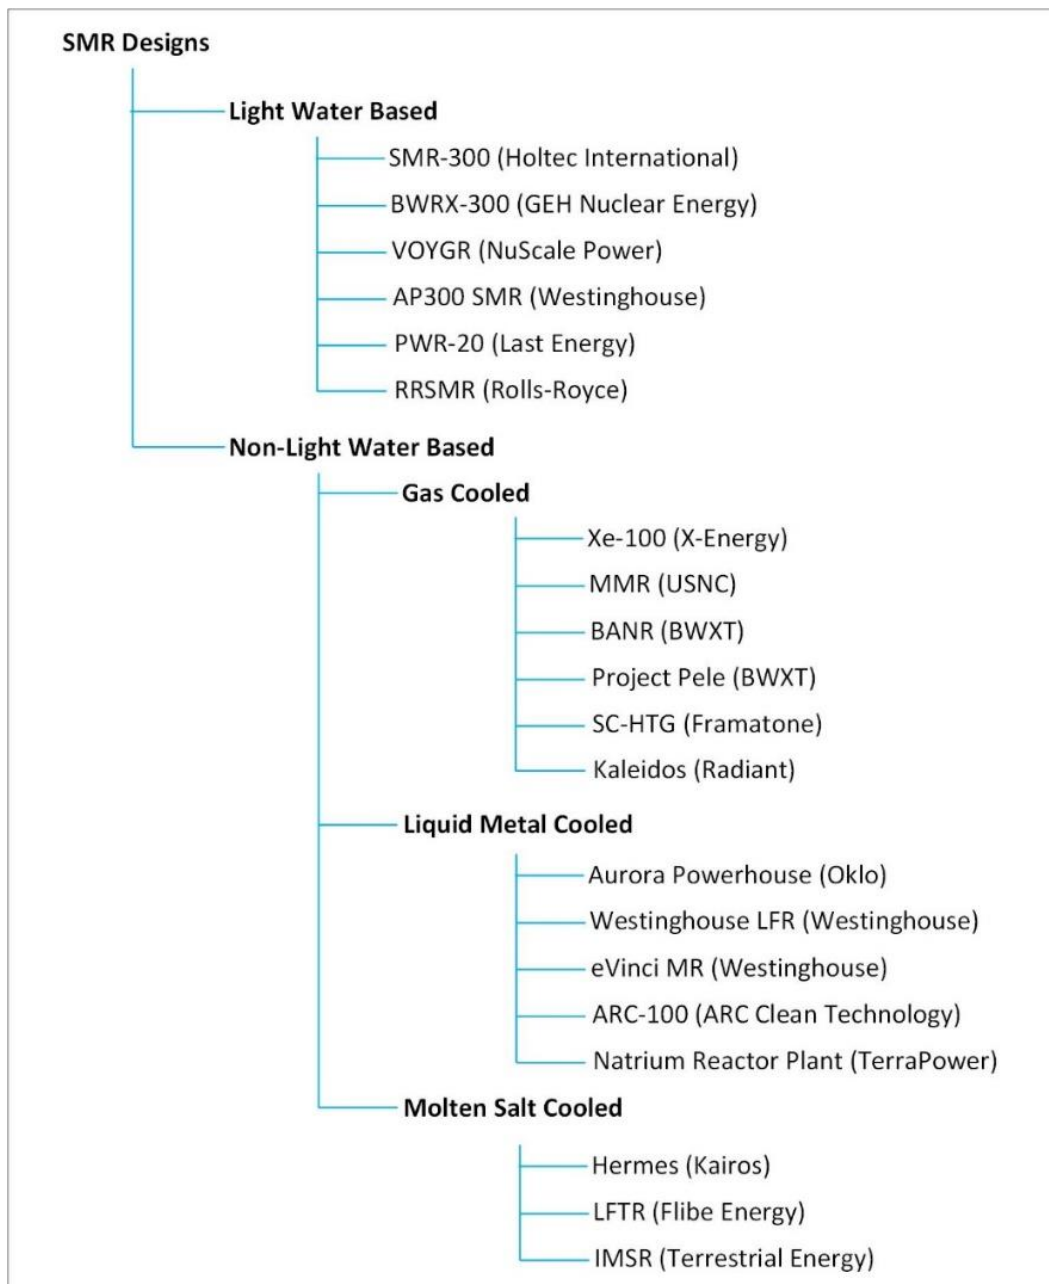 SMR Designs
Light Water Based
SMR-300 (Holtec International)
BWRX-300 (GEH Nuclear Energy)
VOYGR (NuScale Power)
AP300 SMR (Westinghouse)
PWR-20 (Last Energy)
RRSMR (Rolls-Royce)
Non-Light Water Based
Gas Cooled
Xe-100 (X-Energy)
MMR (USNC)
BANR (BWXT)
Project Pele (BWXT)
SC-HTG (Framatone)
Kaleidos (Radiant)
Liquid Metal Cooled
Aurora Powerhouse (Oklo)
Westinghouse LFR (Westinghouse)
eVinci MR (Westinghouse)
ARC-100 (ARC Clean Technology)
Natrium Reactor Plant (TerraPower)
Molten Salt Cooled
Hermes (Kairos)
LFTR (Flibe Energy)
IMSR (Terrestrial Energy)